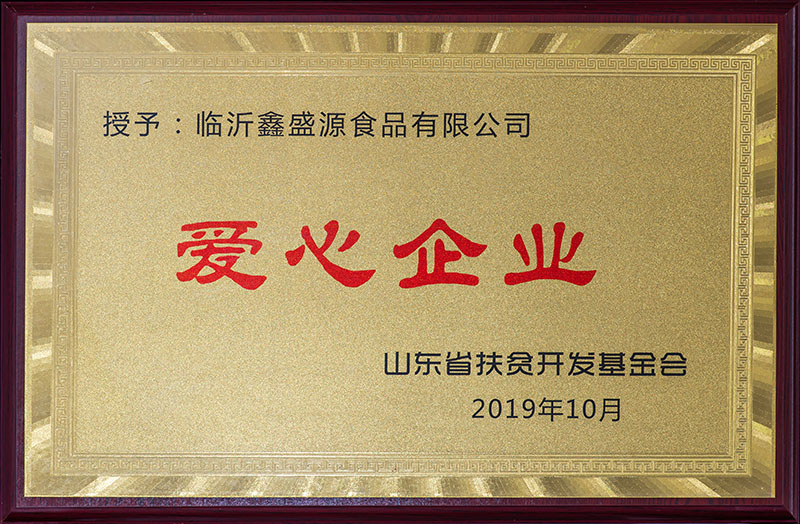 授予：临沂鑫盛源食品有限公司
爱心企业
山东省扶贫开发基金会
2019年10月